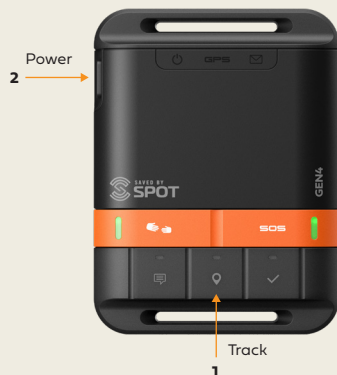 Power
2
GPS
SAVED BY
SPOT
GEN4
SOS
Track
1